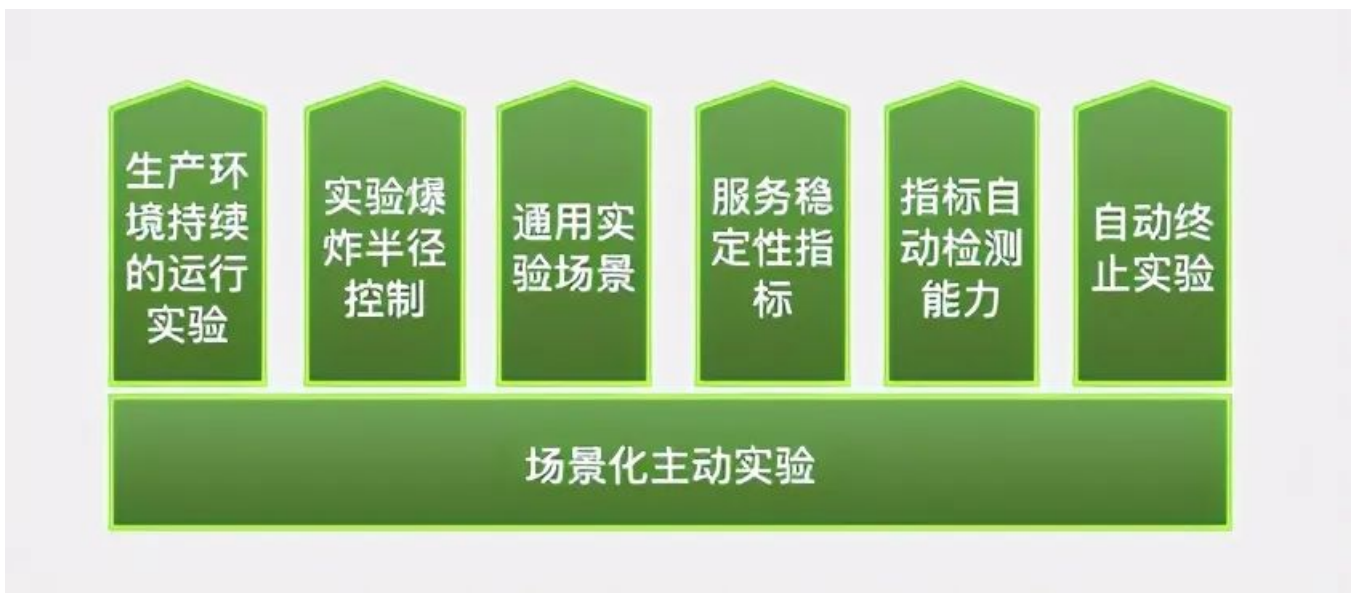 生产环
境持续
的运行
实验
实验爆
炸半径
控制
通用实
验场景
服务稳
定性指
标
指标自
动检测
能力
自动终
止实验
场景化主动实验